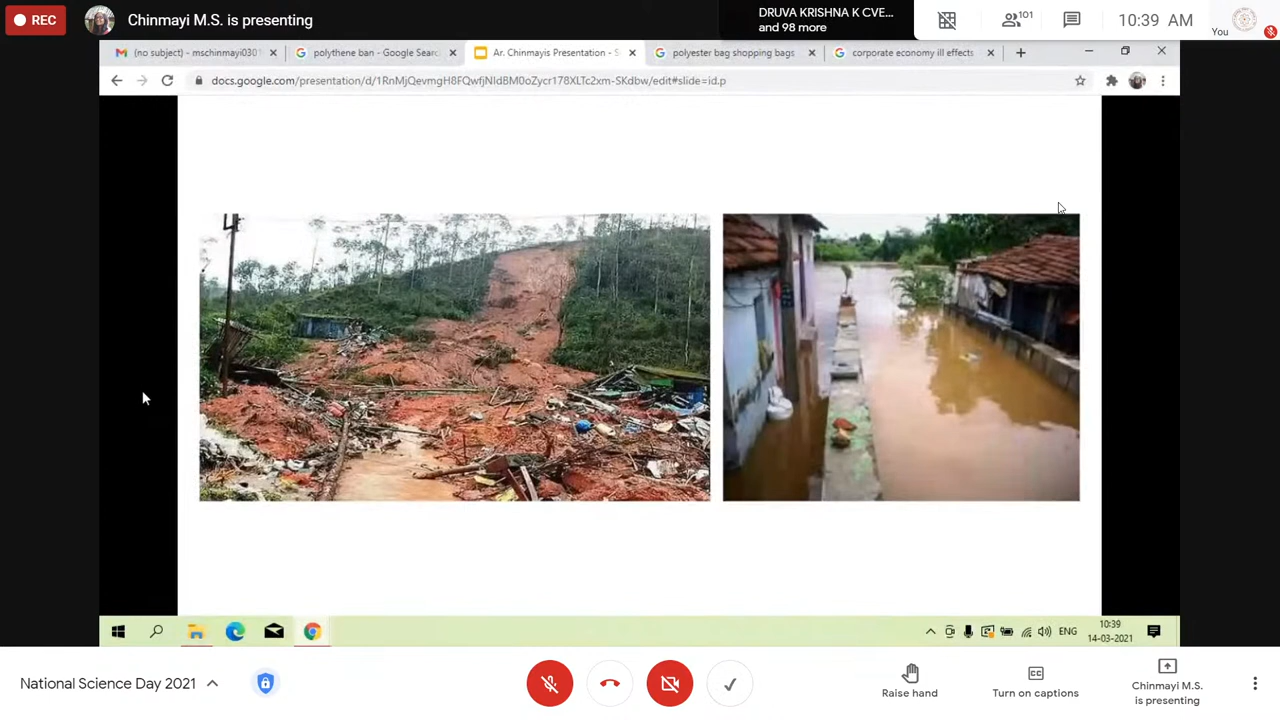 REC
Chinmayi M.S. is presenting
DRUVA KRISHNA K CVE...
and 98 more
101
10:39 AM
You
(no subject) - mschinmayi030
polythene ban - Google Searc
Ar. Chinmayis Presentation - S
polyester bag shopping bags
corporate economy ill effects
docs.google.com/presentation/d/1RnMjQevmgH8FQwfjNldBM0oZycr178XLTc2xm-SKdbw/edit#slide=id.p
ENG
10:39
14-03-2021
National Science Day 2021
Raise hand
Turn on captions
Chinmayi M.S.
is presenting